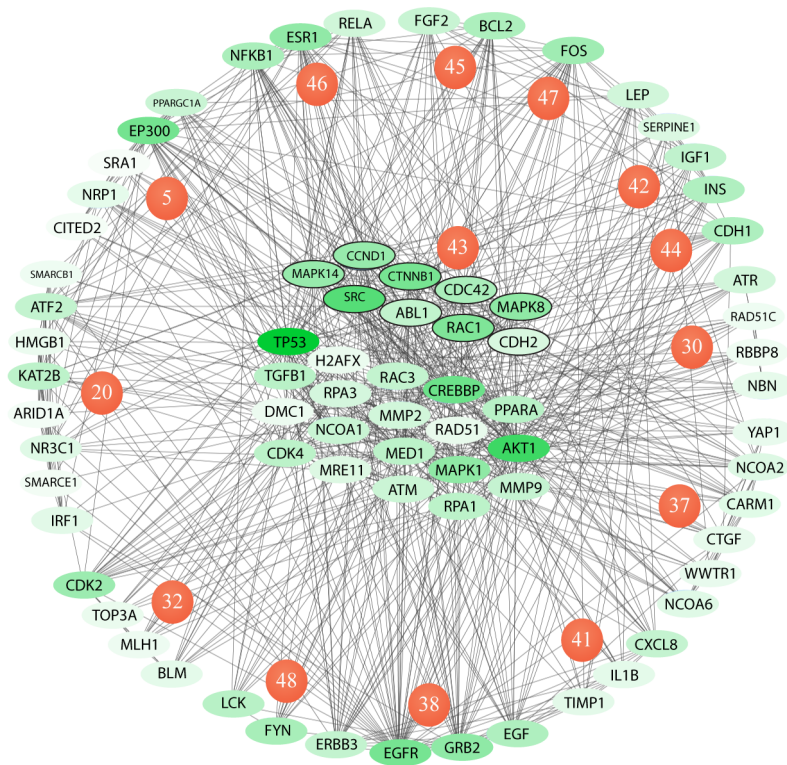 RELA
FGF2
BCL2
ESR1
NFKB1
FOS
46
45
47
LEP
PPARGC1A
EP300
SERPINE1
SRA1
IGF1
NRP1
5
42
INS
CITED2
CDH1
43
44
CCND1
MAPK14
CTNNB1
SMARCB1
ATR
SRC
CDC42
ATF2
ABL1
MAPK8
RAD51C
RAC1
HMGB1
TP53
CDH2
30
RBBP8
H2AFX
KAT2B
TGFB1
RAC3
NBN
20
RPA3
CREBBP
ARID1A
DMC1
MMP2
PPARA
NCOA1
RAD51
YAP1
NR3C1
CDK4
MED1
AKT1
NCOA2
MRE11
MAPK1
SMARCE1
ATM
MMP9
RPA1
CARM1
IRF1
37
CTGF
WWTR1
CDK2
32
NCOA6
TOP3A
MLH1
41
CXCL8
BLM
48
IL1B
LCK
38
TIMP1
FYN
EGF
ERBB3
EGFR
GRB2